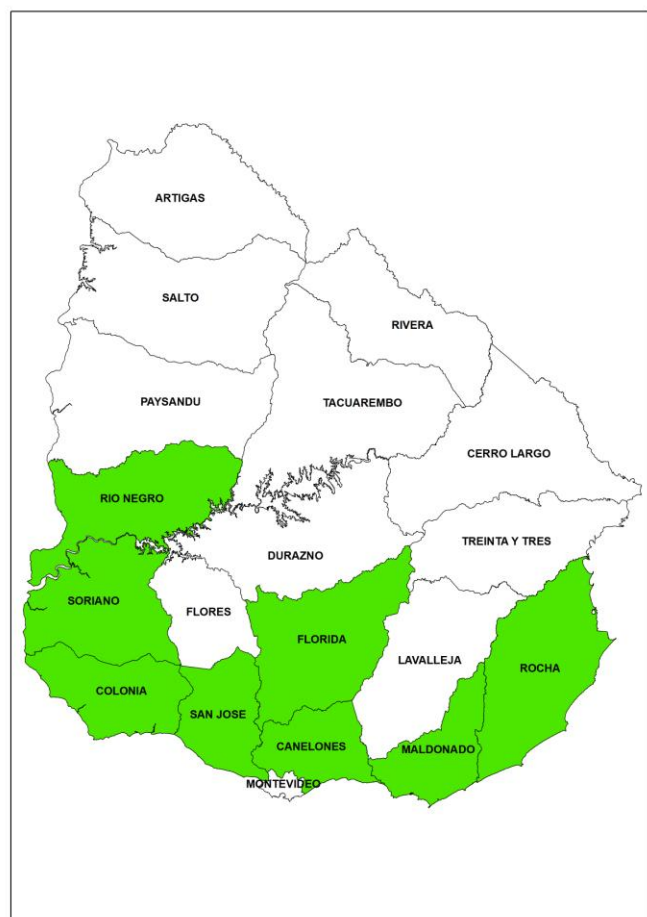 ARTIGAS
SALTO
RIVERA
PAYSANDU
TACUAREMBO
CERRO LARGO
RIO NEGRO
TREINTA Y TRES
DURAZNO
SORIANO
FLORES
FLORIDA
LAVALLEJA
ROCHA
COLONIA
SAN JOSE
CANELONES
MALDONADO
MONTEVIDEO